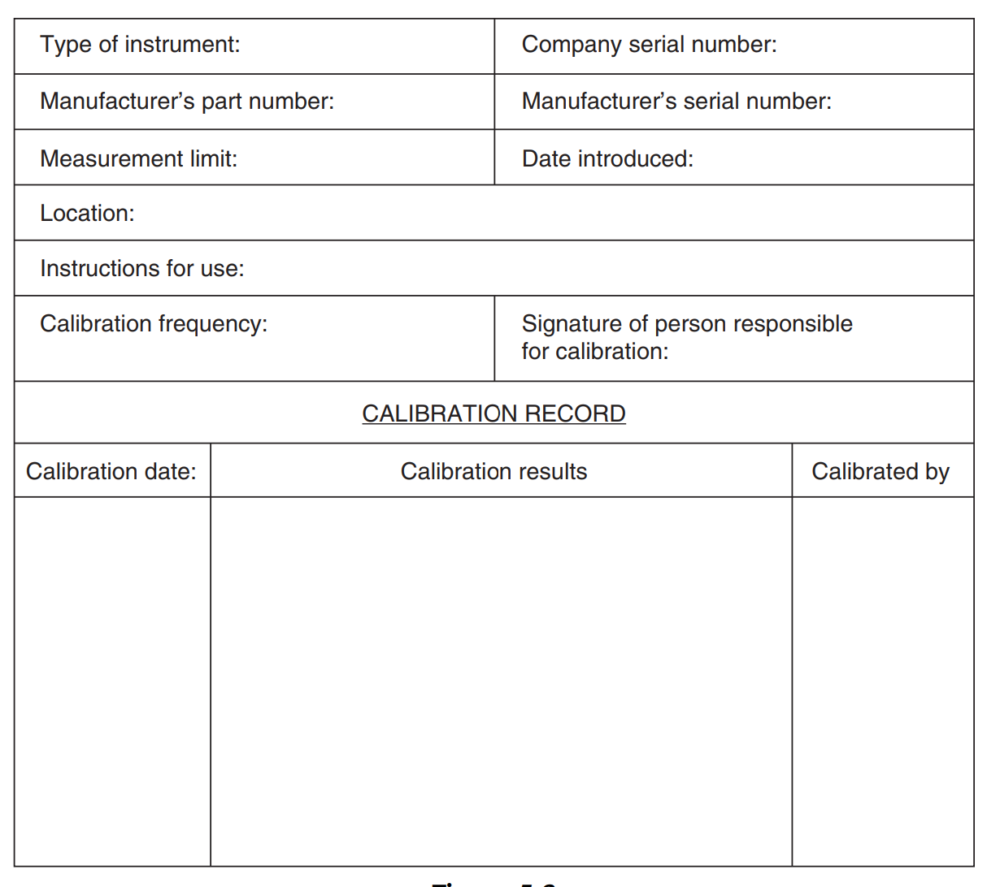 Type of instrument:
Company serial number:
Manufacturer’s part number:
Manufacturer’s serial number:
Measurement limit:
Date introduced:
Location:
Instructions for use:
Calibration frequency:
Signature of person responsible
for calibration:
CALIBRATION RECORD
Calibration date:
Calibration results
Calibrated by